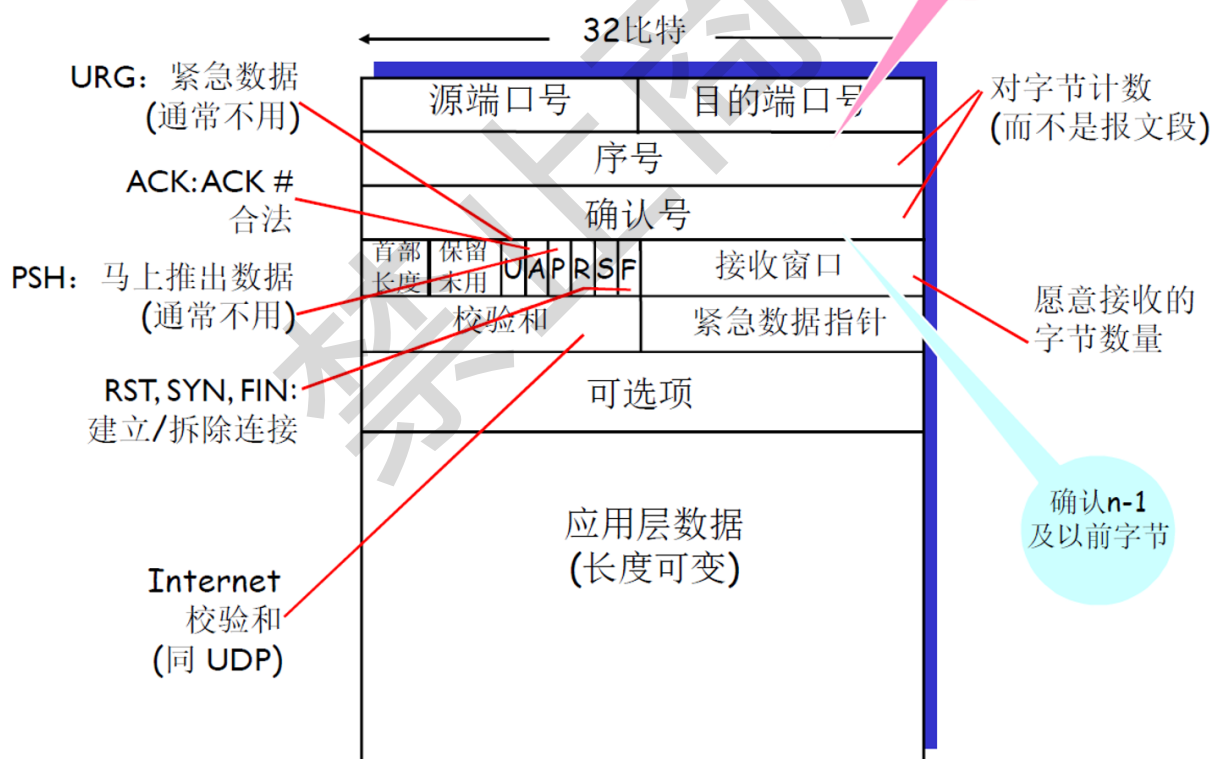 32比特
URG：紧急数据
(通常不用)
源端口号
目的端口号
对字节计数
(而不是报文段)
序号
ACK:ACK #
合法
确认号
首部
长度
保留
未用
U
A
P
R
S
F
接收窗口
PSH：马上推出数据
(通常不用)
校验和
紧急数据指针
愿意接收的
字节数量
RST, SYN, FIN:
建立/拆除连接
可选项
确认n-1
及以前字节
应用层数据
(长度可变)
Internet
校验和
(同 UDP)
禁止商